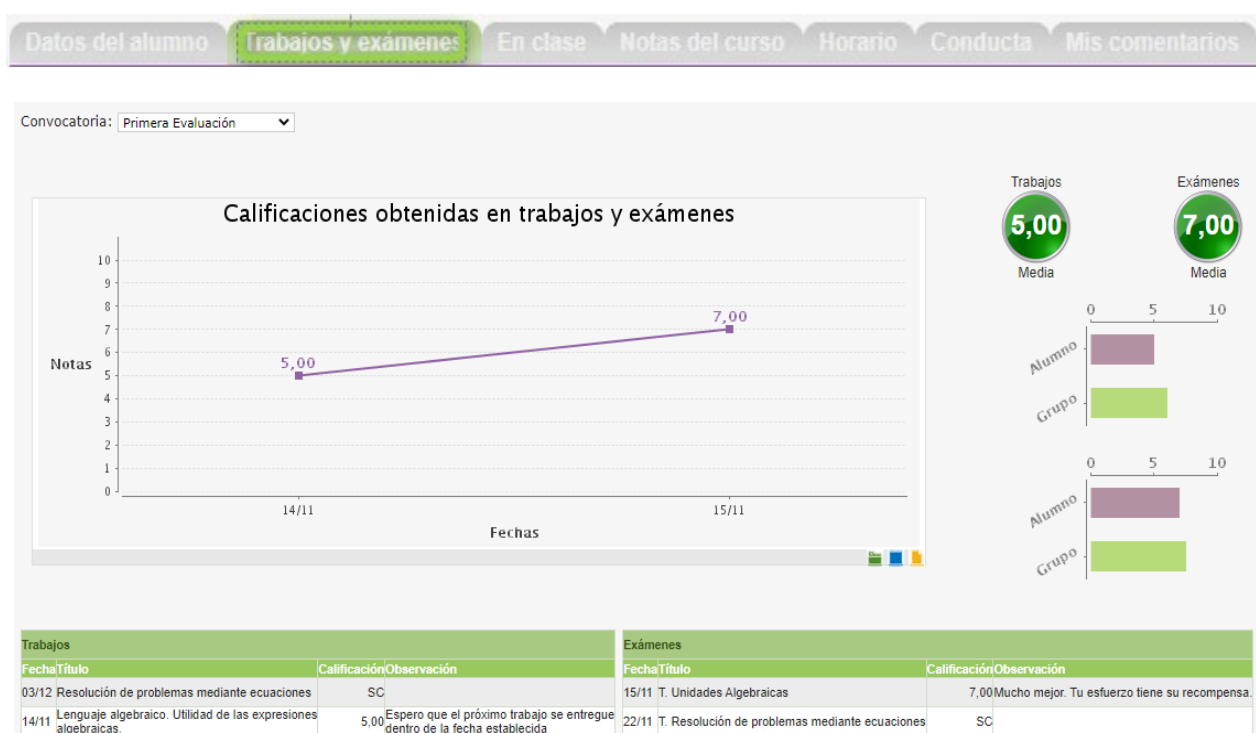 Datos del alumno Trabajos y exámenes En clase Notas del curso Horario Conducta Mis comentarios
Convocatoria: Primera Evaluación
Trabajos Exámenes
5,00 7,00
Media Media
Calificaciones obtenidas en trabajos y exámenes
10
9
8
7
6
5
4
3
2
1
0
Notas
5,00
7,00
14/11 15/11
Fechas
0 5 10
Alumno
Grupo
0 5 10
Alumno
Grupo
Trabajos
Fecha Título Calificación Observación
03/12 Resolución de problemas mediante ecuaciones SC
14/11 Lenguaje algebraico. Utilidad de las expresiones algebraicas. 5,00 Espero que el próximo trabajo se entregue dentro de la fecha establecida
Exámenes
Fecha Título Calificación Observación
15/11 T. Unidades Algebraicas 7,00 Mucho mejor. Tu esfuerzo tiene su recompensa.
22/11 T. Resolución de problemas mediante ecuaciones SC